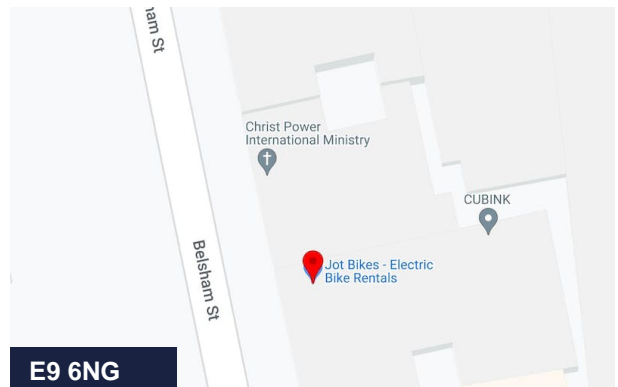 ham St
Christ Power
International Ministry
CUBINK
Jot Bikes - Electric
Bike Rentals
Belsham St
E9 6NG